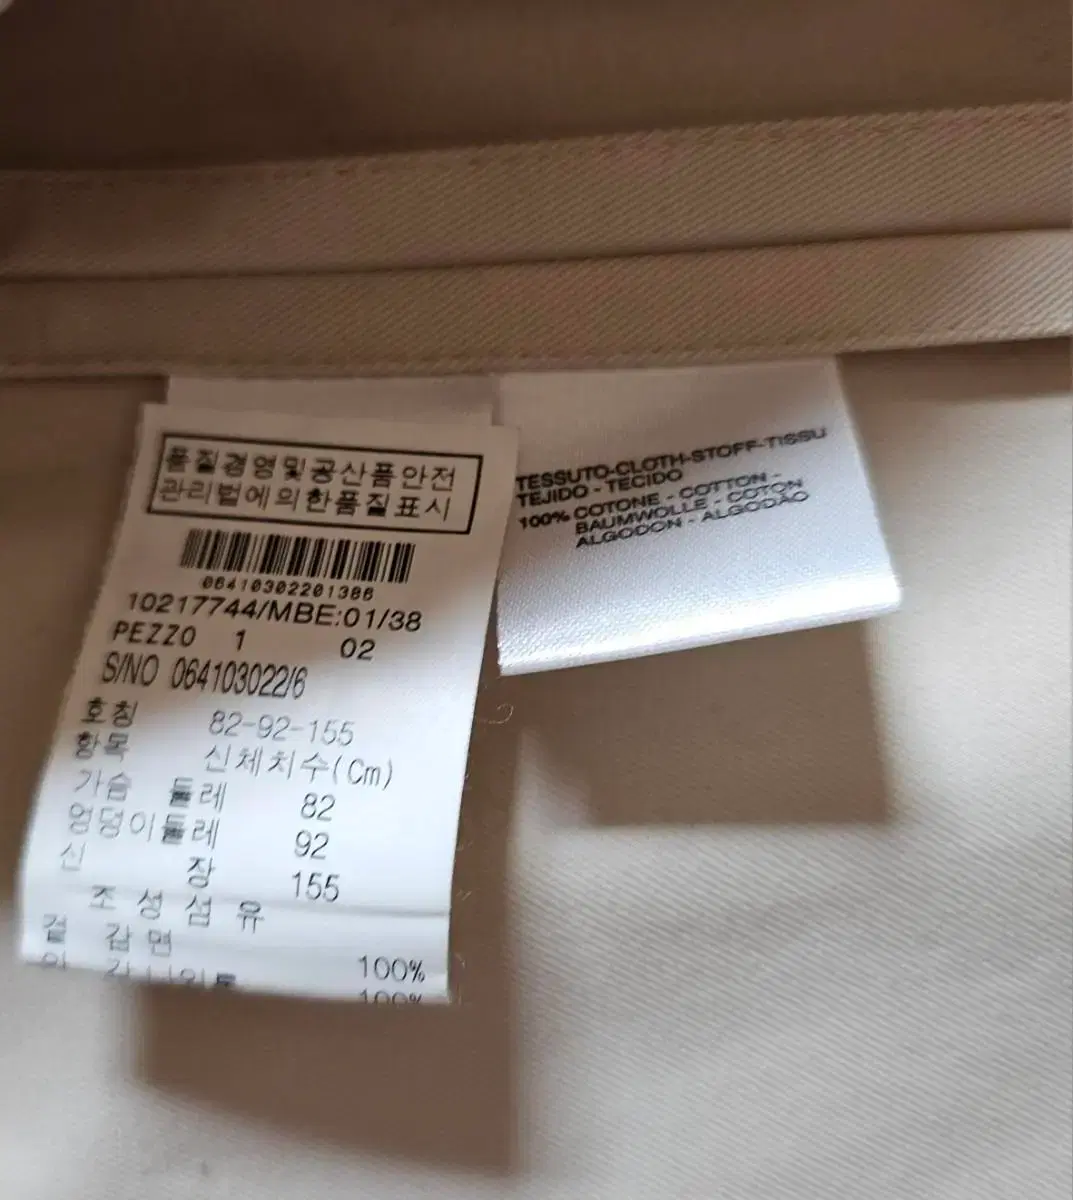 품질경영및공산품안전
관리법에의한품질표시
06410302201386
10217744/MBE:01/38
PEZZO 1 02
S/NO 064103022/6
호칭 82-92-155
항목 신체치수(Cm)
가슴 둘레 82
엉덩이둘레 92
신 장 155
조 성 섬 유
겉 감 면 100%
100%
TESSUTO-CLOTH-STOFF-TISSU
TEJIDO - TECIDO
100% COTONE - COTTON -
BAUMWOLLE - COTON
ALGODON - ALGODÃO